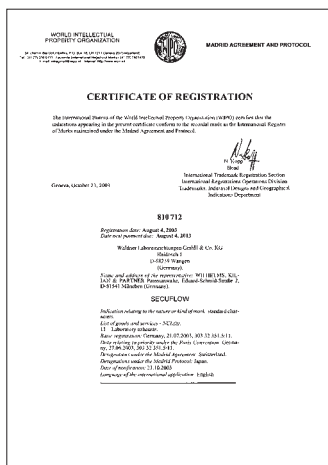 WORLD INTELLECTUAL
PROPERTY ORGANIZATION
MADRID AGREEMENT AND PROTOCOL
CERTIFICATE OF REGISTRATION
The International Bureau of the World Intellectual Property Organization (WIPO) certifies that the
indications appearing in the present certificate conform to the recordal made in the International Register
of Marks maintained under the Madrid Agreement and Protocol.
Head
International Trademark Registration Section
International Registrations Operations Division
Trademarks, Industrial Designs and Geographical
Indications Department
Geneva, October 23, 2003
810 712
Registration date: August 4, 2003
Date next payment due: August 4, 2013
Waldner Laboreinrichtungen GmbH & Co. KG
D-88239 Wangen
(Germany).
Name and address of the representative: WILHELMS, KIL-
IAN & PARTNER Patentanwälte, Eduard-Schmid-Straße 2,
D-81541 München (Germany).
SECUFLOW
Indication relating to the nature or kind of mark: standard char-
acters.
List of goods and services - NCL(8):
11 Laboratory exhausts.
Basic registration: Germany, 21.07.2003, 303 32 351.5/11.
Data relating to priority under the Paris Convention: Germa-
ny, 27.06.2003, 303 32 351.5/11.
Designations under the Madrid Agreement: Switzerland.
Designations under the Madrid Protocol: Japan.
Date of notification: 23.10.2003
Language of the international application: English